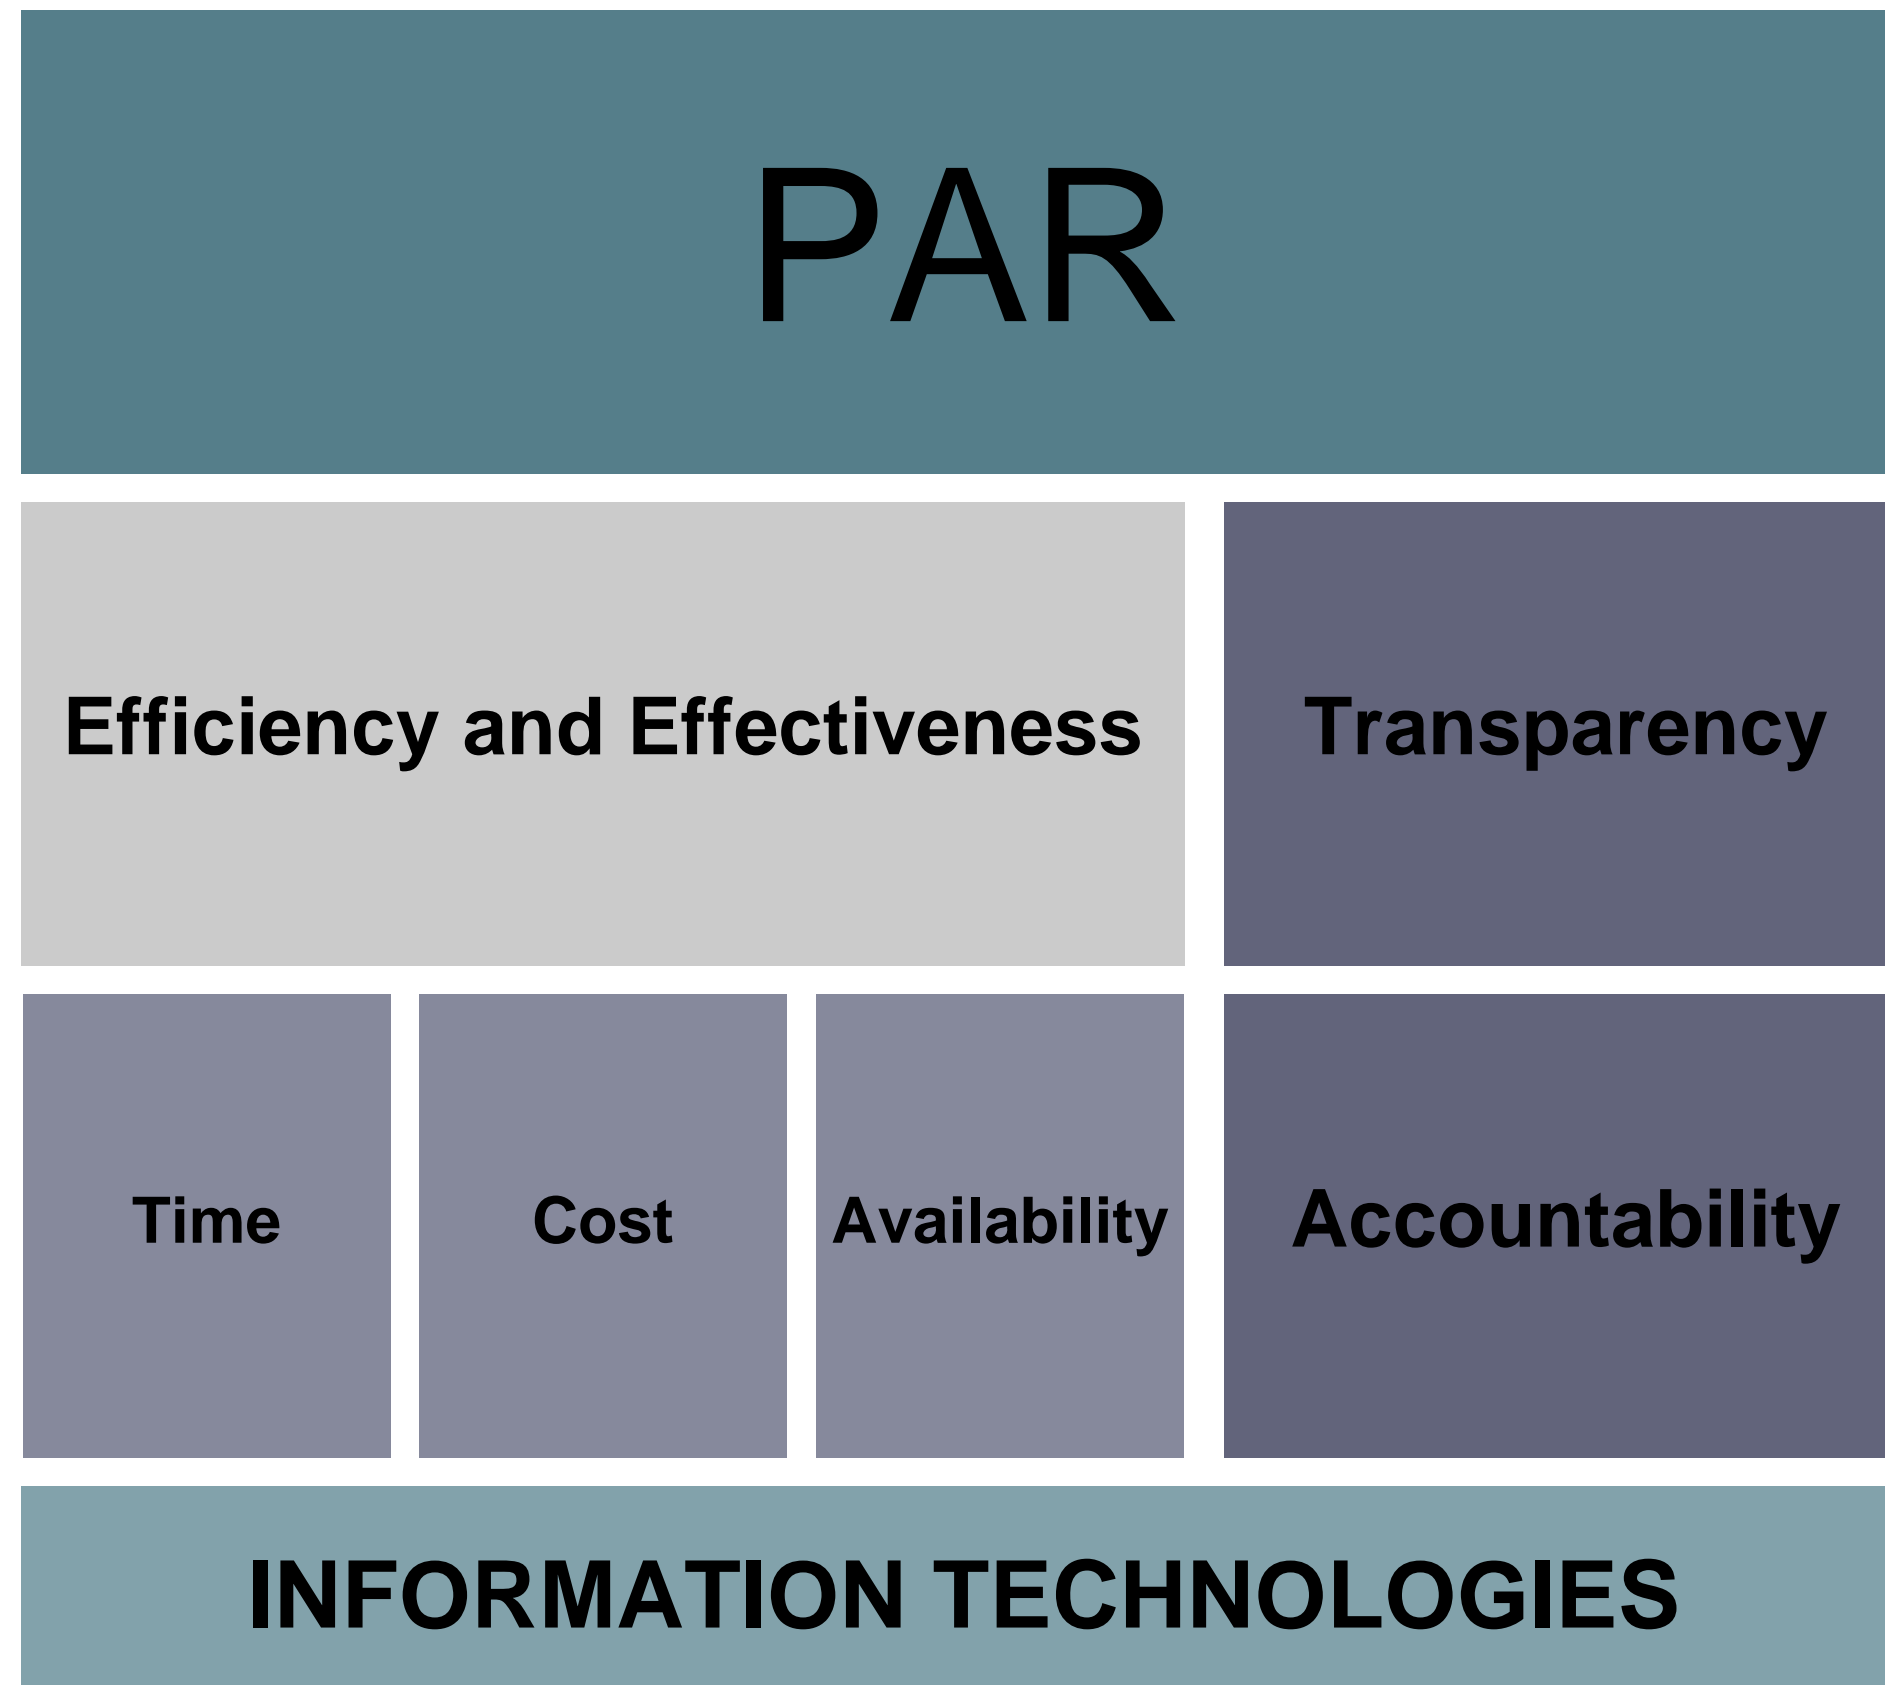 PAR
Efficiency and Effectiveness
Transparency
Time
Cost
Availability
Accountability
INFORMATION TECHNOLOGIES